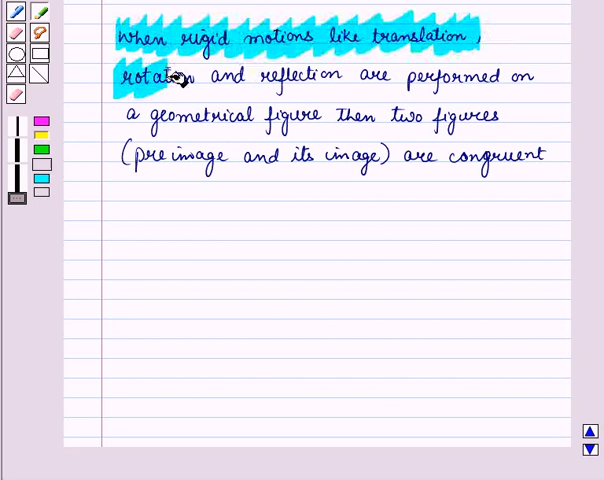 When rigid motions like translation,
rotation and reflection are performed on
a geometrical figure then two figures
(pre image and its image) are congruent